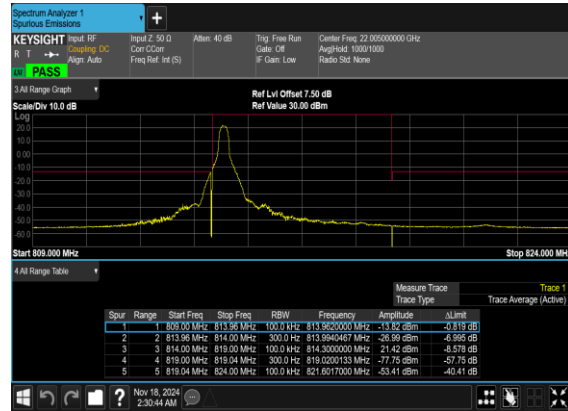 Spectrum Analyzer 1
Spurious Emissions
KEYSIGHT Input: RF Input Z: 50 Ω Atten: 40 dB Trig: Free Run Center Freq: 22.005000000 GHz
R T Coupling: DC Corr CCorr Gate: Off Avg|Hold: 1000/1000
Align: Auto Freq Ref: Int (S) IF Gain: Low Radio Std: None
LW PASS
3 All Range Graph
Ref Lvl Offset 7.50 dB
Scale/Div 10.0 dB Ref Value 30.00 dBm
Log
20.0
10.0
0.00
-10.0
-20.0
-30.0
-40.0
-50.0
-60.0
Start 809.000 MHz Stop 824.000 MH
4 All Range Table
Measure Trace Trace 1
Trace Type Trace Average (Active)
Spur Range Start Freq Stop Freq RBW Frequency Amplitude ΔLimit
1 1 809.00 MHz 813.96 MHz 100.0 kHz 813.9620000 MHz -13.82 dBm -0.819 dB
2 2 813.96 MHz 814.00 MHz 300.0 Hz 813.9940467 MHz -26.99 dBm -6.995 dB
3 3 814.00 MHz 819.00 MHz 100.0 kHz 814.3000000 MHz 21.42 dBm -8.578 dB
4 4 819.00 MHz 819.04 MHz 300.0 Hz 819.0200133 MHz -77.75 dBm -57.75 dB
5 5 819.04 MHz 824.00 MHz 100.0 kHz 821.6017000 MHz -53.41 dBm -40.41 dB
? Nov 18, 2024
2:30:44 AM